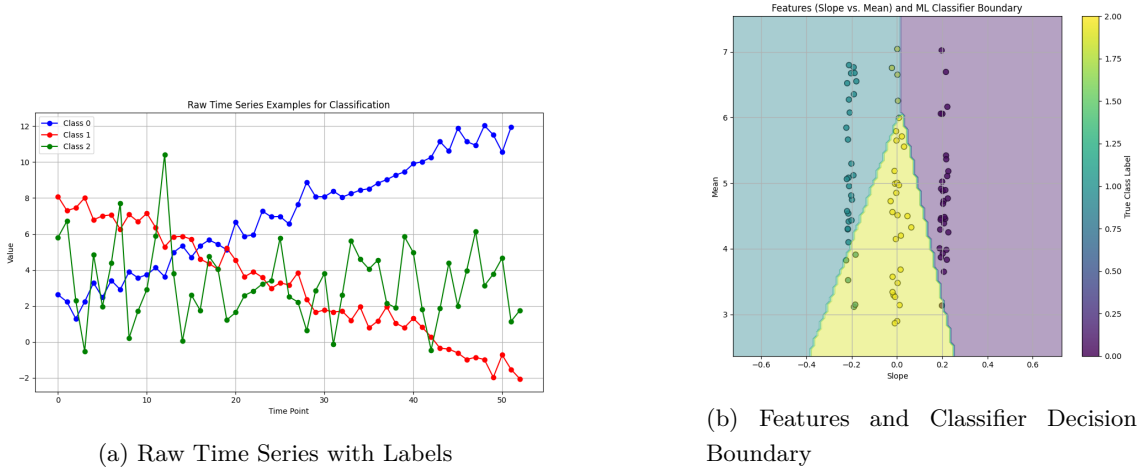 Raw Time Series Examples for Classification
Class 0
Class 1
Class 2
12
10
8
6
4
2
0
−2
Value
0
10
20
30
40
50
Time Point
(a) Raw Time Series with Labels
Features (Slope vs. Mean) and ML Classifier Boundary
7
6
5
4
3
Mean
−0.6
−0.4
−0.2
0.0
0.2
0.4
0.6
Slope
2.00
1.75
1.50
1.25
1.00
0.75
0.50
0.25
0.00
True Class Label
(b) Features and Classifier Decision
Boundary